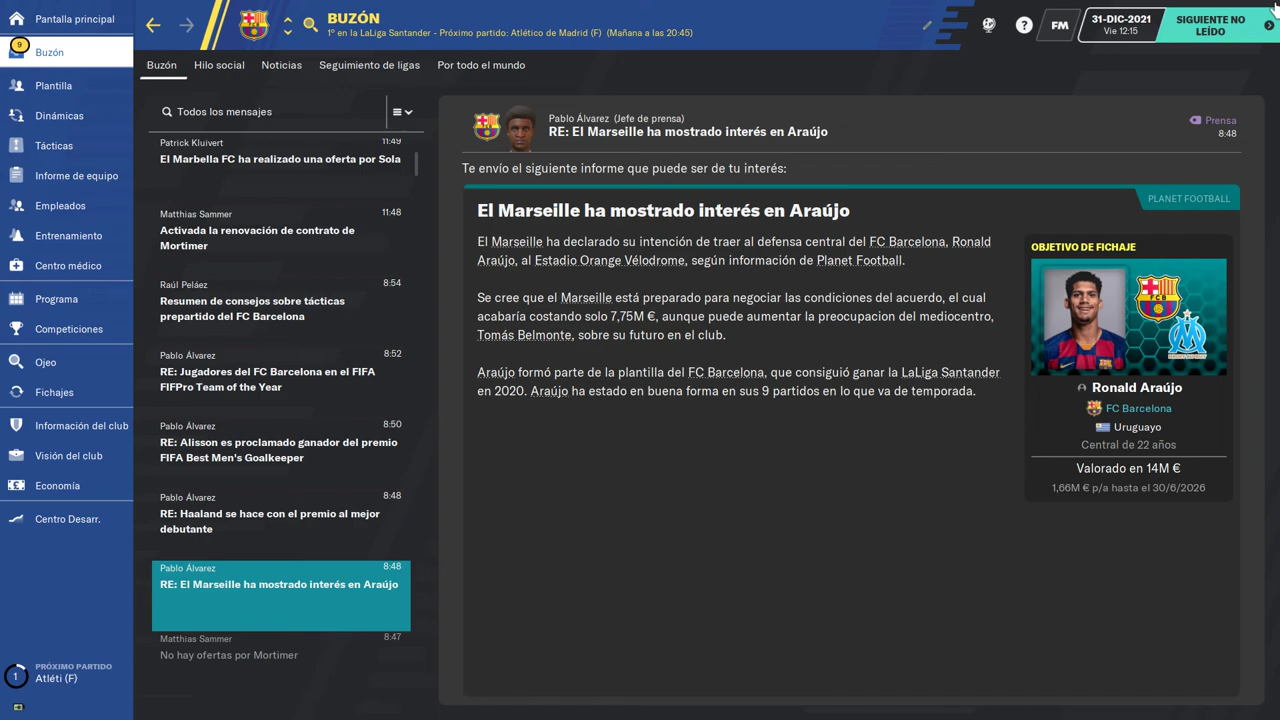 Pantalla principal
9
Buzón
Plantilla
Dinámicas
Tácticas
Informe de equipo
Empleados
Entrenamiento
Centro médico
Programa
Competiciones
Ojeo
Fichajes
Información del club
Visión del club
Economía
Centro Desarr.
1
PRÓXIMO PARTIDO
Atléti (F)
BUZÓN
1º en la LaLiga Santander - Próximo partido: Atlético de Madrid (F) (Mañana a las 20:45)
?
FM
31-DIC-2021
Vie 12:15
SIGUIENTE NO LEÍDO
Buzón Hilo social Noticias Seguimiento de ligas Por todo el mundo
Todos los mensajes
Patrick Kluivert 11:49
El Marbella FC ha realizado una oferta por Sola
Matthias Sammer 11:48
Activada la renovación de contrato de
Mortimer
Raúl Peláez 8:54
Resumen de consejos sobre tácticas
prepartido del FC Barcelona
Pablo Álvarez 8:52
RE: Jugadores del FC Barcelona en el FIFA
FIFPro Team of the Year
Pablo Álvarez 8:50
RE: Alisson es proclamado ganador del premio
FIFA Best Men's Goalkeeper
Pablo Álvarez 8:48
RE: Haaland se hace con el premio al mejor
debutante
Pablo Álvarez 8:48
RE: El Marseille ha mostrado interés en Araújo
Matthias Sammer 8:47
No hay ofertas por Mortimer
Pablo Álvarez (Jefe de prensa)
RE: El Marseille ha mostrado interés en Araújo
Prensa
8:48
Te envío el siguiente informe que puede ser de tu interés:
PLANET FOOTBALL
El Marseille ha mostrado interés en Araújo
El Marseille ha declarado su intención de traer al defensa central del FC Barcelona, Ronald
Araújo, al Estadio Orange Vélodrome, según información de Planet Football.
Se cree que el Marseille está preparado para negociar las condiciones del acuerdo, el cual
acabaría costando solo 7,75M €, aunque puede aumentar la preocupacion del mediocentro,
Tomás Belmonte, sobre su futuro en el club.
Araújo formó parte de la plantilla del FC Barcelona, que consiguió ganar la LaLiga Santander
en 2020. Araújo ha estado en buena forma en sus 9 partidos en lo que va de temporada.
OBJETIVO DE FICHAJE
Ronald Araújo
FC Barcelona
Uruguayo
Central de 22 años
Valorado en 14M €
1,66M € p/a hasta el 30/6/2026